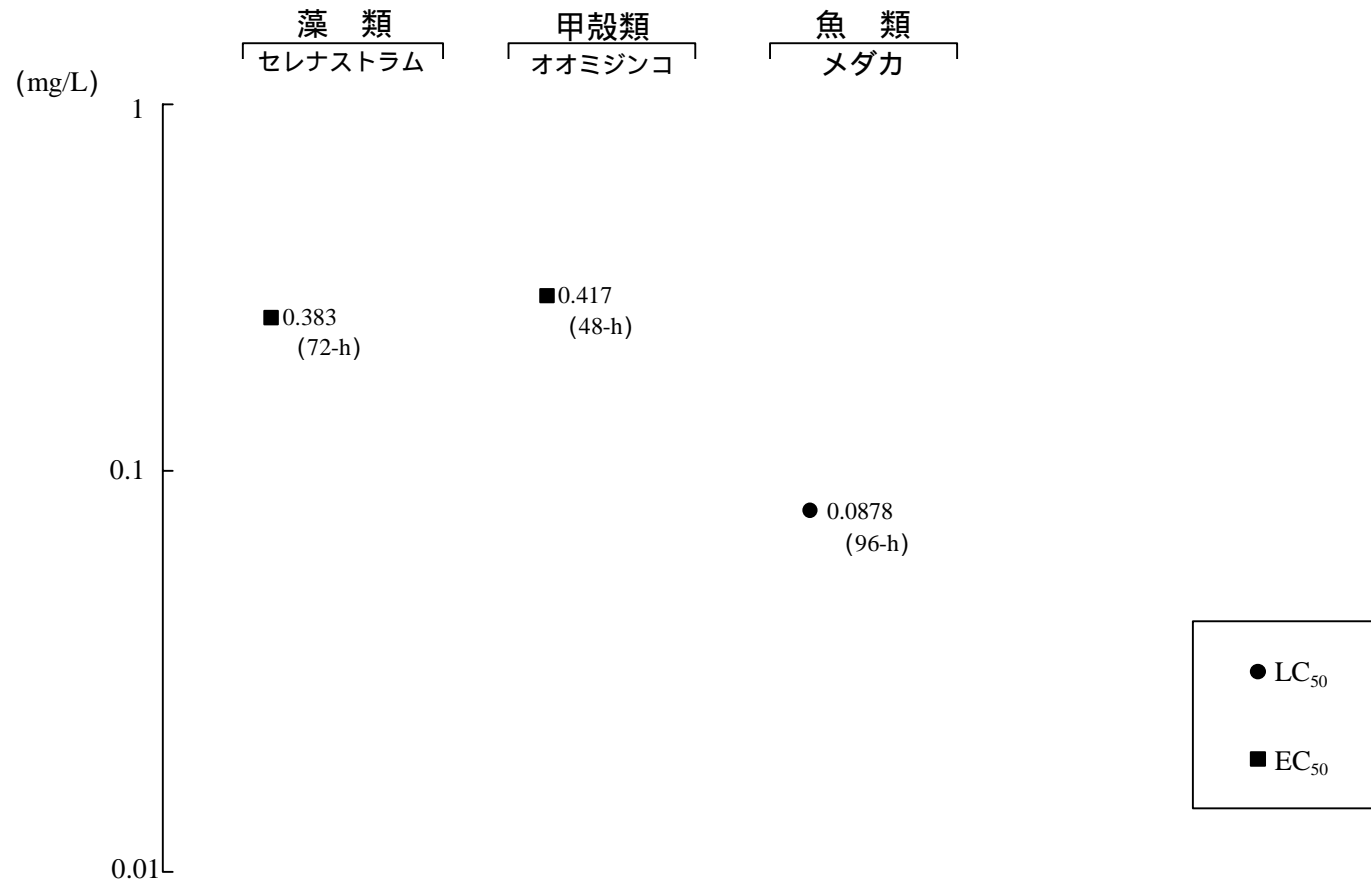 藻　類
甲殻類
魚　類
セレナストラム
オオミジンコ
メダカ
(mg/L)
1
0.383
(72-h)
0.417
(48-h)
0.1
0.0878
(96-h)
LC50
EC50
0.01